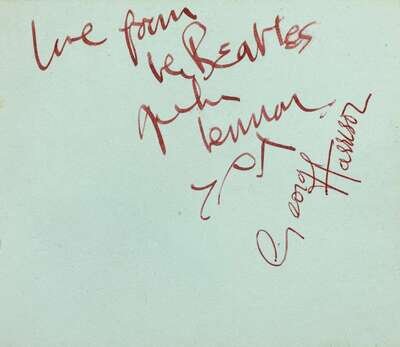 love from
the Beatles
John
Lennon
George Harrison